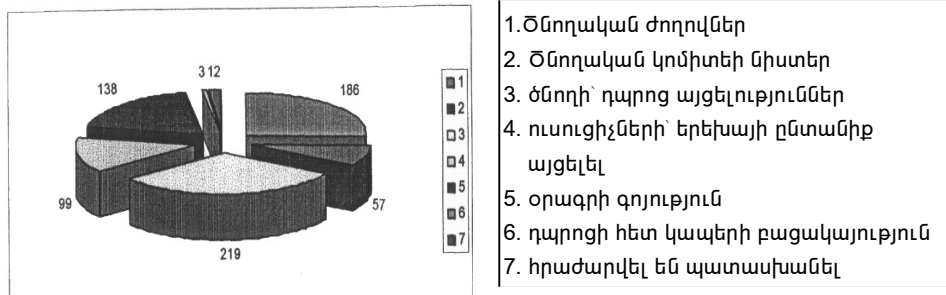 3 12
138
186
99
57
219
1
2
3
4
5
6
7
1.Ծնողական ժողովներ
2. Ծնողական կոմիտեի նիստեր
3. ծնողի՝ դպրոց այցելություններ
4. ուսուցիչների՝ երեխայի ընտանիք
այցելել
5. օրագրի գոյություն
6. դպրոցի հետ կապերի բացակայություն
7. հրաժարվել են պատասխանել